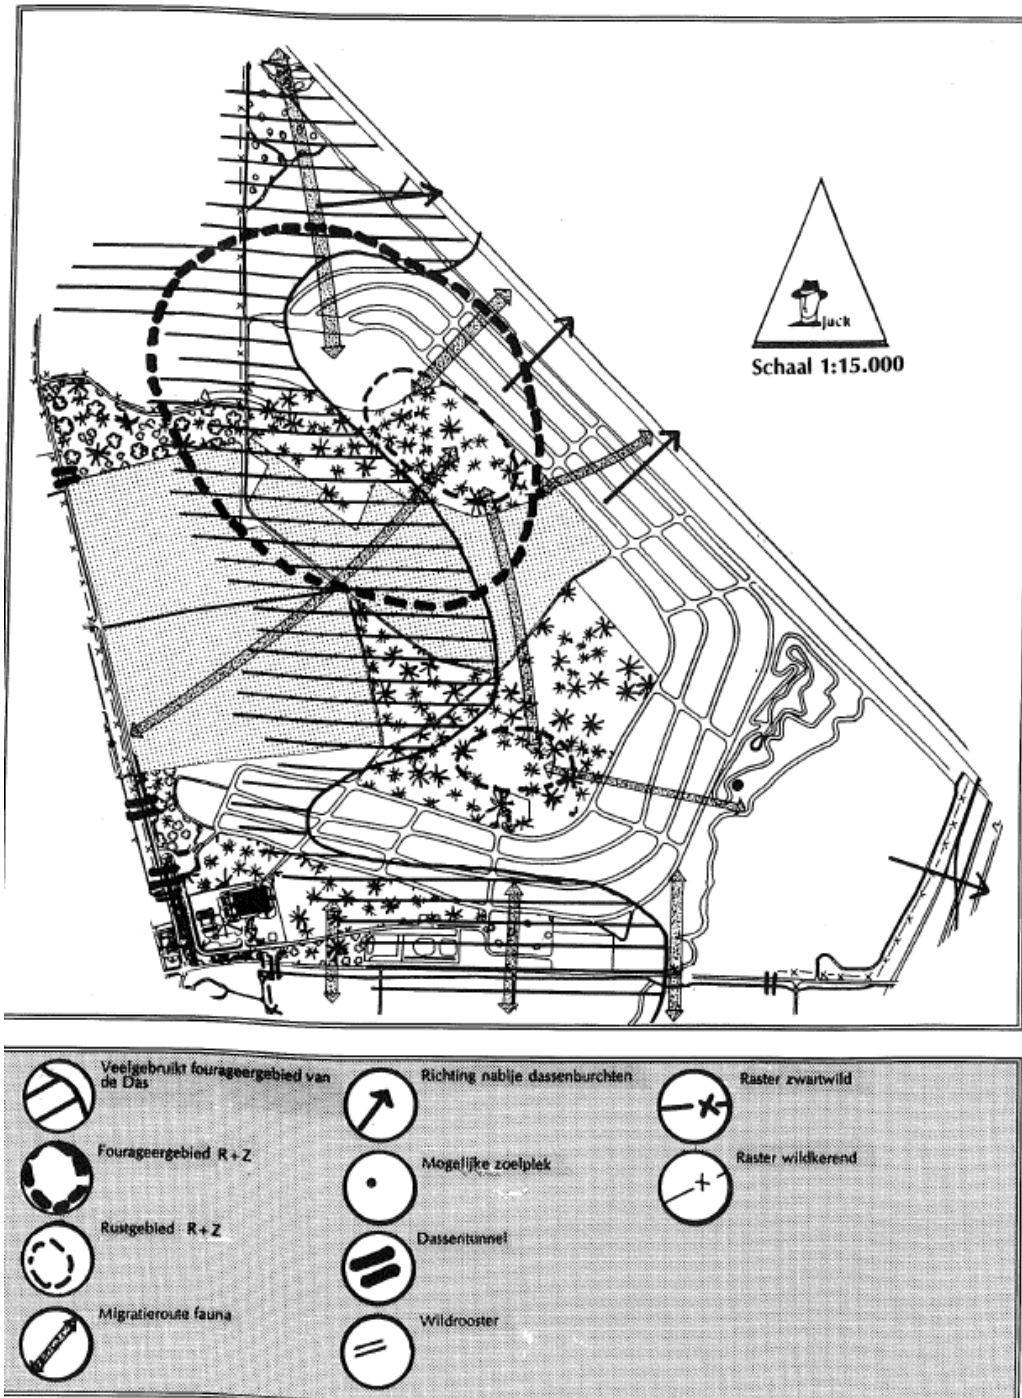 Jack
Schaal 1:15.000
Veelgebruikt fourageergebied van
de Das
Fourageergebied R+Z
Rustgebied R+Z
Migratieroute fauna
Richting nabije dassenburchten
Mogelijke zoelplek
Dassentunnel
Wildrooster
Raster zwartwild
Raster wildkerend